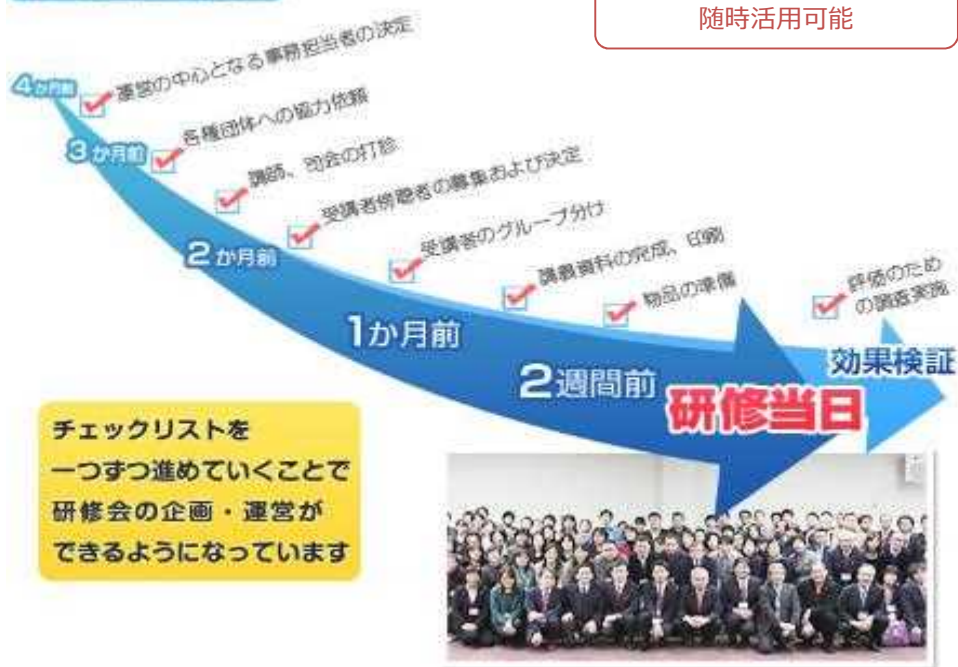 随時活用可能
4か月前
運営の中心となる事務担当者の決定
3か月前
各種団体への協力依頼
講師、司会の打診
2か月前
受講者傍聴者の募集および決定
受講者のグループ分け
1か月前
講義資料の完成、印刷
物品の準備
2週間前
研修当日
評価のため
の調査実施
効果検証
チェックリストを
一つずつ進めていくことで
研修会の企画・運営が
できるようになっています